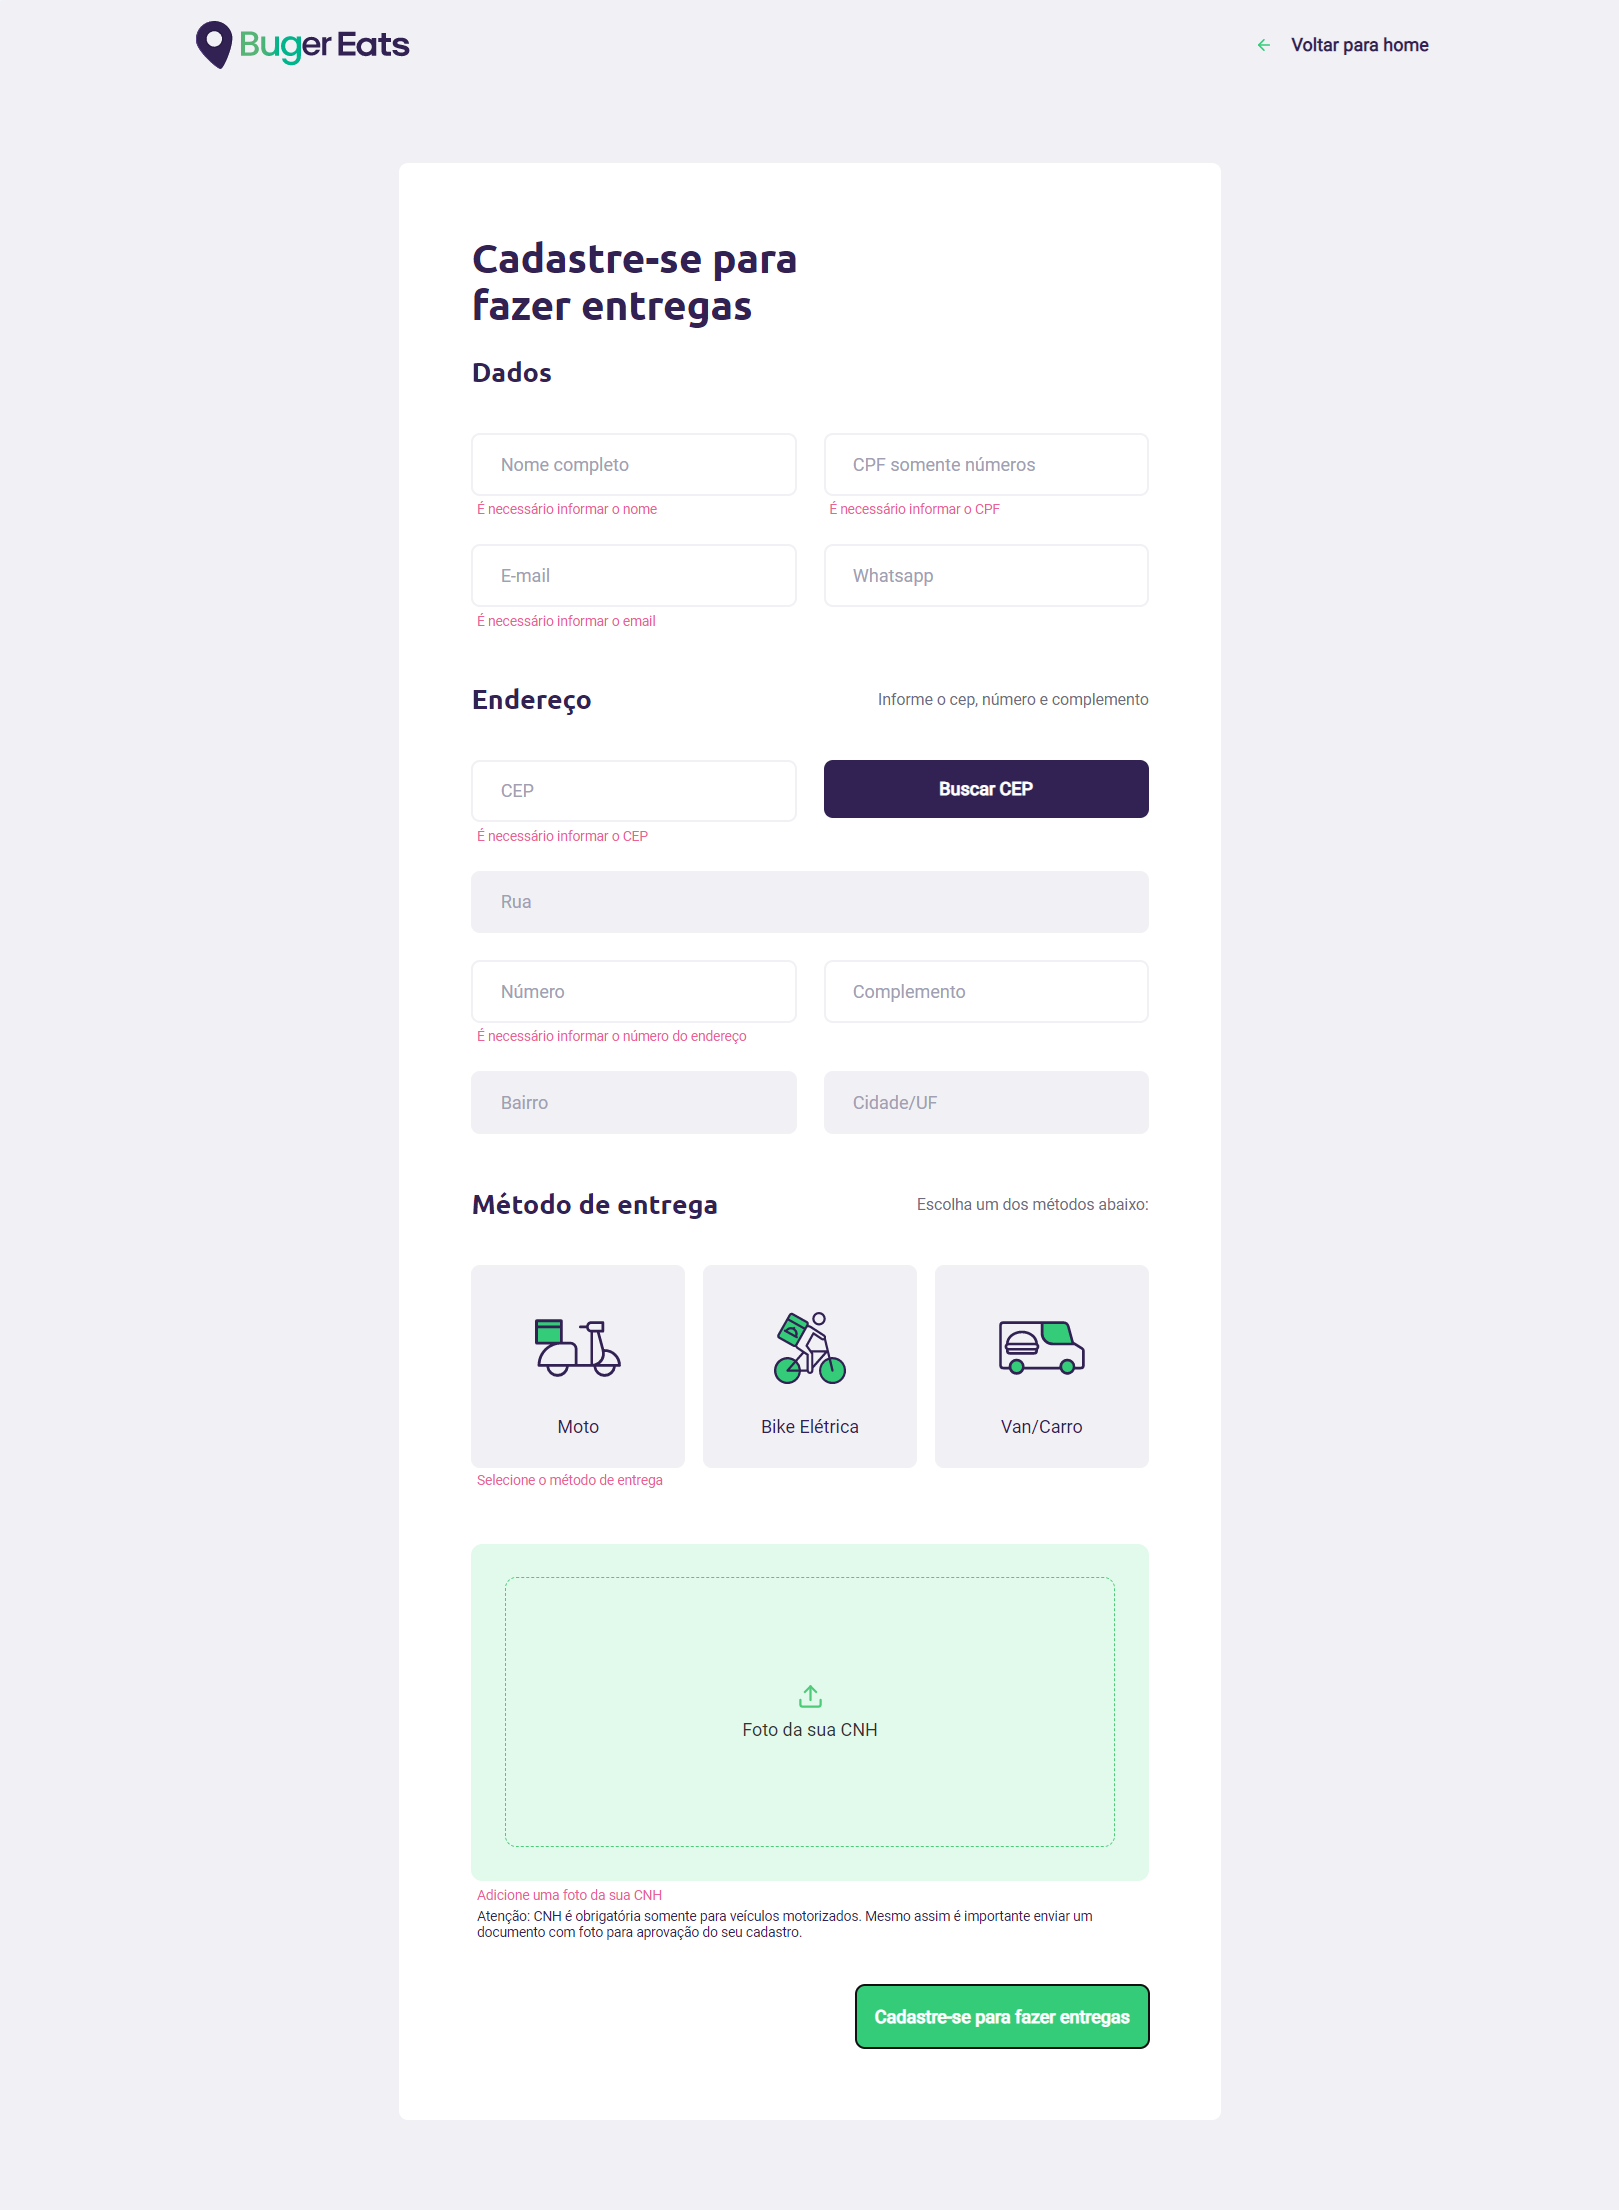 Buger Eats
Voltar para home
Cadastre-se para
fazer entregas
Dados
Nome completo
CPF somente números
É necessário informar o nome
É necessário informar o CPF
E-mail
Whatsapp
É necessário informar o email
Endereço
Informe o cep, número e complemento
CEP
Buscar CEP
É necessário informar o CEP
Rua
Número
Complemento
É necessário informar o número do endereço
Bairro
Cidade/UF
Método de entrega
Escolha um dos métodos abaixo:
Moto
Bike Elétrica
Van/Carro
Selecione o método de entrega
Foto da sua CNH
Adicione uma foto da sua CNH
Atenção: CNH é obrigatória somente para veículos motorizados. Mesmo assim é importante enviar um
documento com foto para aprovação do seu cadastro.
Cadastre-se para fazer entregas